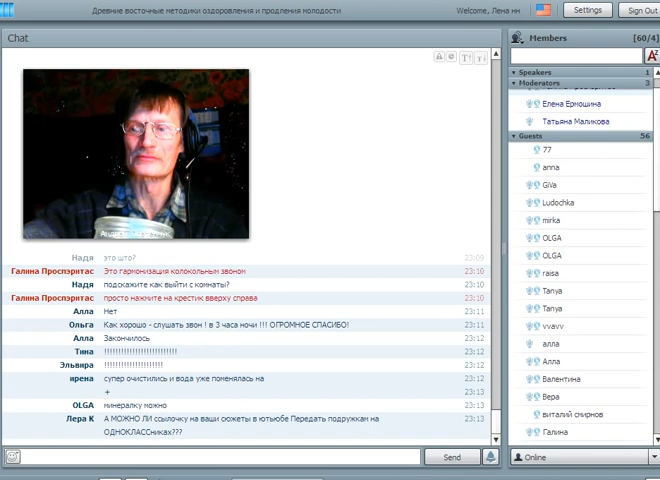 Древние восточные методики оздоровления и продления молодости
Welcome, Лена нн
Settings
Sign Out
Chat
Members [60/4]
Speakers 1
Moderators 3
Елена Ермошина
Татьяна Маликова
Guests 56
77
anna
GiVa
Ludochka
mirka
OLGA
OLGA
raisa
Tanya
Tanya
vvavv
алла
Алла
Валентина
Вера
виталий смирнов
Галина
Online
Надя это што? 23:09
Галина Проспэритас Это гармонизация колокольным звоном 23:10
Надя подскажите как выйти с комнаты? 23:10
Галина Проспэритас просто нажмите на крестик вверху справа 23:10
Алла Нет 23:11
Ольга Как хорошо - слушать звон ! в 3 часа ночи !!! ОГРОМНОЕ СПАСИБО! 23:11
Алла Закончилось 23:12
Тина !!!!!!!!!!!!!!!!!!!!!!!!!!! 23:12
Эльвира !!!!!!!!!!!!!!!!!!!!!! 23:12
ирена супер очистились и вода уже поменялась на 23:12
+ 23:13
OLGA минералку можно 23:13
Лера К А МОЖНО ЛИ ссылочку на ваши сюжеты в ютьюбе Передать подружкам на 23:13
ОДНОКЛАССниках???
Send